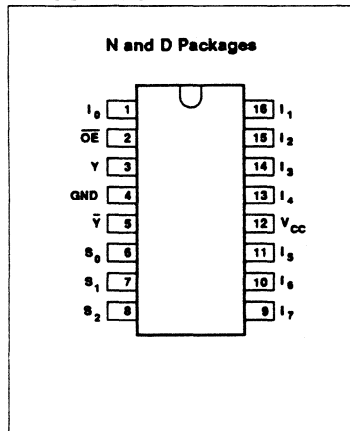 N and D Packages
I0 1 16 I1
OE 2 15 I2
Y 3 14 I3
GND 4 13 I4
Y̅ 5 12 VCC
S0 6 11 I5
S1 7 10 I6
S2 8 9 I7